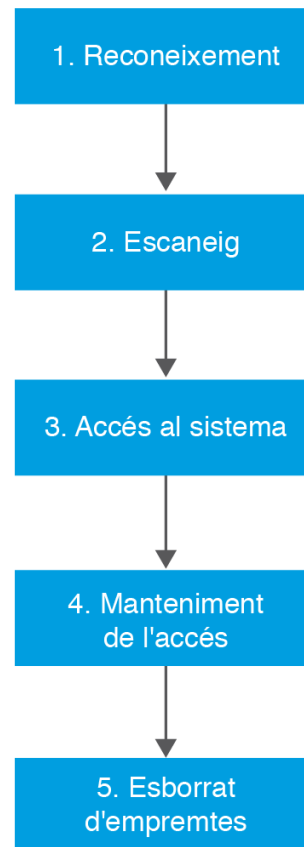 1. Reconeixement
2. Escaneig
3. Accés al sistema
4. Manteniment
de l'accés
5. Esborrat
d'empremtes